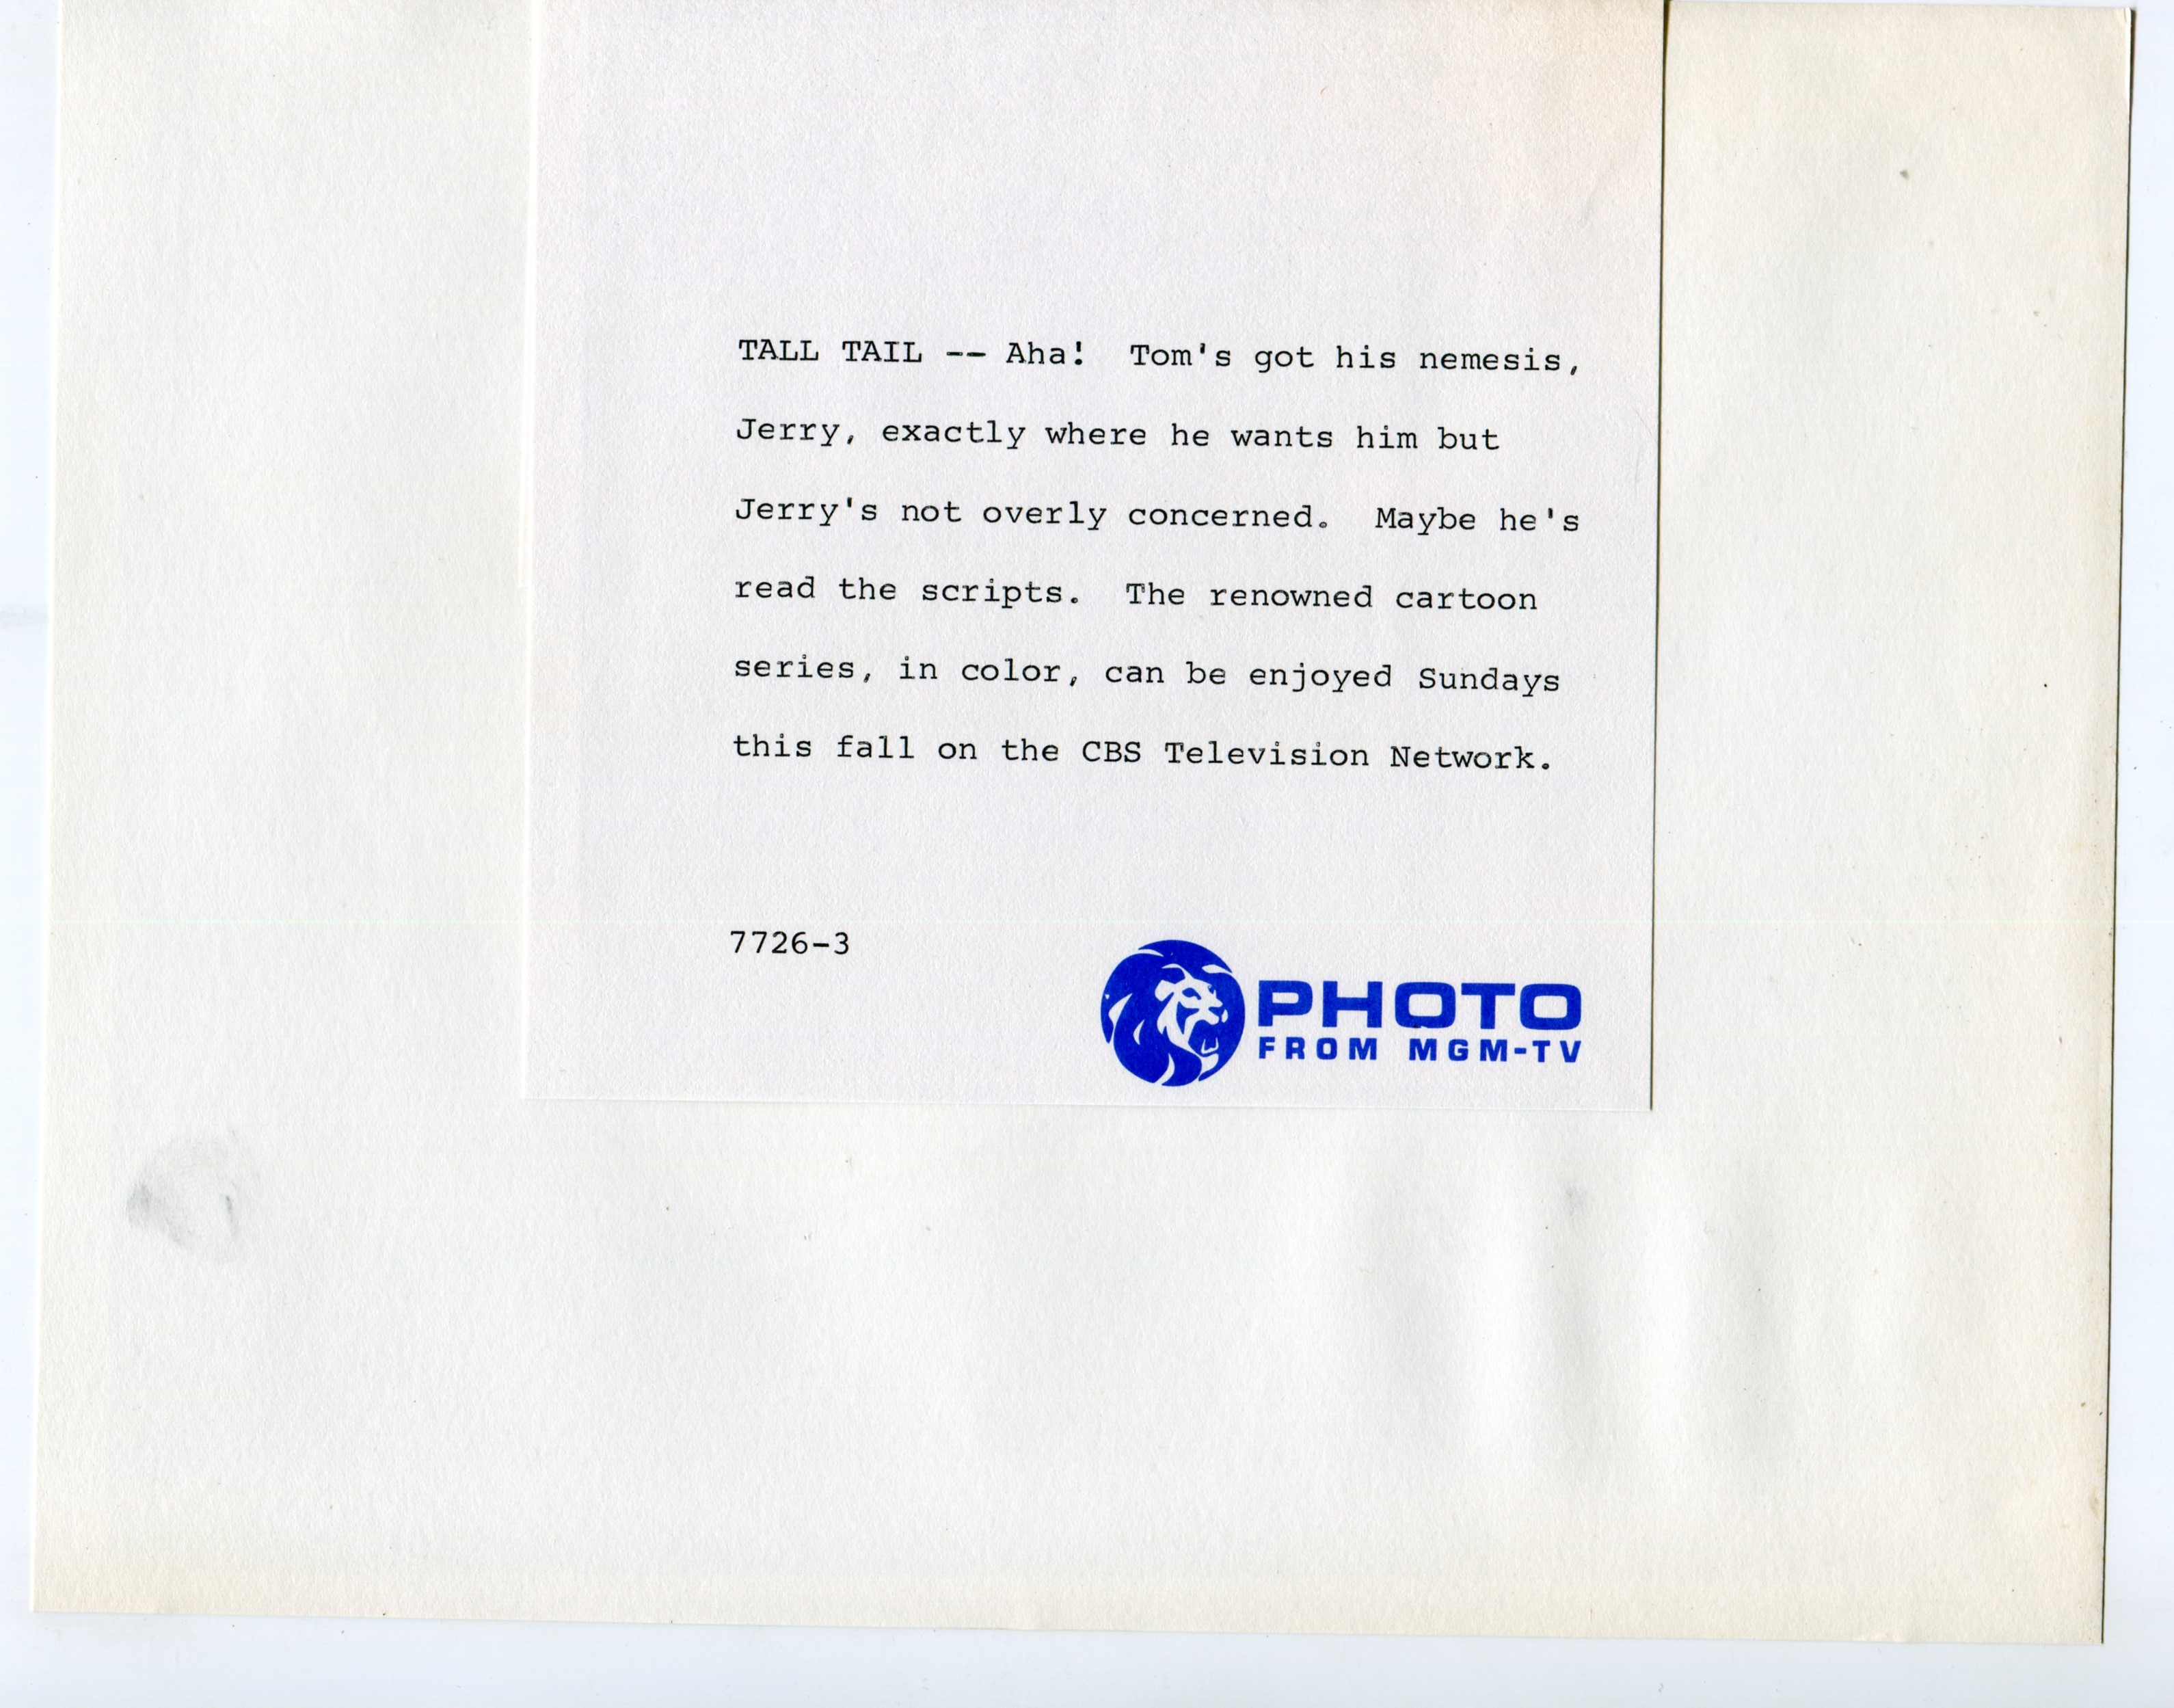 TALL TAIL -- Aha!  Tom's got his nemesis,
Jerry, exactly where he wants him but
Jerry's not overly concerned.  Maybe he's
read the scripts.  The renowned cartoon
series, in color, can be enjoyed Sundays
this fall on the CBS Television Network.
7726-3
PHOTO
FROM MGM-TV